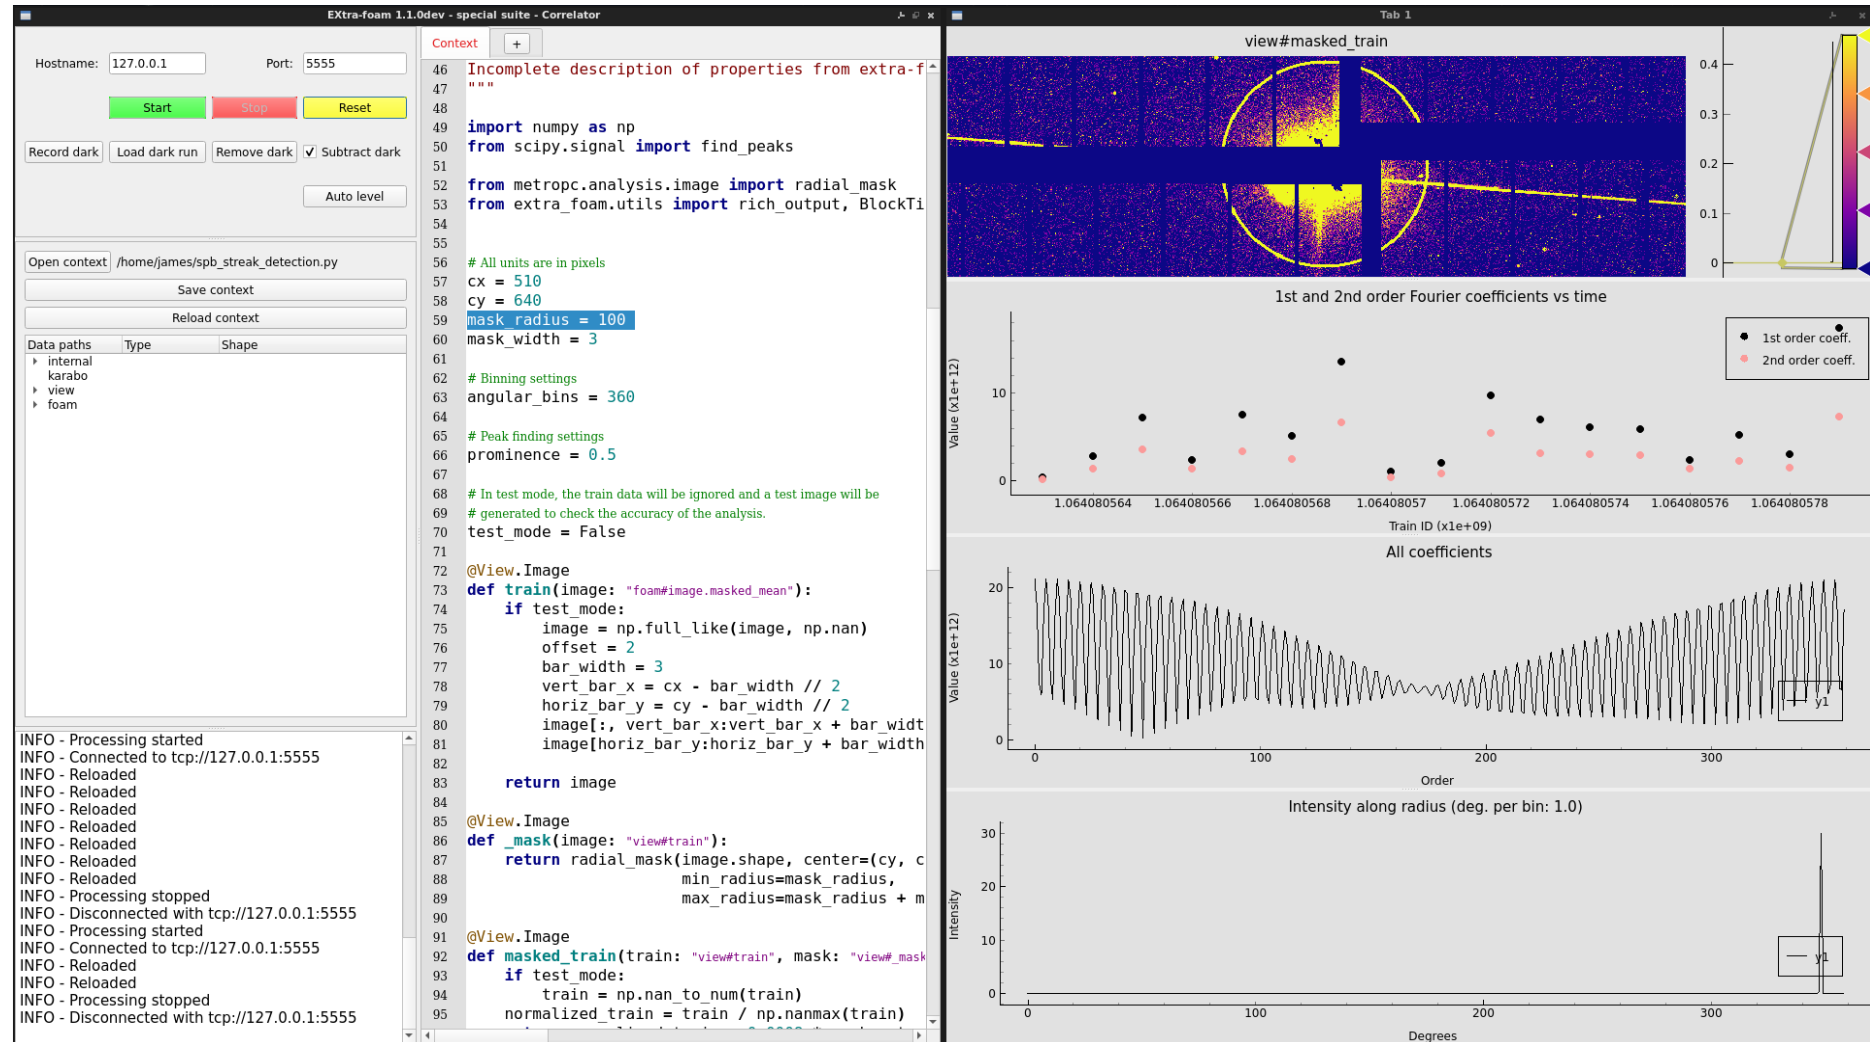 EXtra-foam 1.1.0dev - special suite - Correlator
Hostname: 127.0.0.1 Port: 5555
Start Stop Reset
Record dark Load dark run Remove dark Subtract dark
Auto level
Open context /home/james/spb_streak_detection.py
Save context
Reload context
Data paths Type Shape
internal
karabo
view
foam
INFO - Processing started
INFO - Connected to tcp://127.0.0.1:5555
INFO - Reloaded
INFO - Reloaded
INFO - Reloaded
INFO - Reloaded
INFO - Reloaded
INFO - Reloaded
INFO - Reloaded
INFO - Processing stopped
INFO - Disconnected with tcp://127.0.0.1:5555
INFO - Processing started
INFO - Connected to tcp://127.0.0.1:5555
INFO - Reloaded
INFO - Reloaded
INFO - Processing stopped
INFO - Disconnected with tcp://127.0.0.1:5555
Context +
46 Incomplete description of properties from extra-f
47 """
48
49 import numpy as np
50 from scipy.signal import find_peaks
51
52 from metropc.analysis.image import radial_mask
53 from extra_foam.utils import rich_output, BlockTi
54
55
56 # All units are in pixels
57 cx = 510
58 cy = 640
59 mask_radius = 100
60 mask_width = 3
61
62 # Binning settings
63 angular_bins = 360
64
65 # Peak finding settings
66 prominence = 0.5
67
68 # In test mode, the train data will be ignored and a test image will be
69 # generated to check the accuracy of the analysis.
70 test_mode = False
71
72 @View.Image
73 def train(image: "foam#image.masked_mean"):
74 if test_mode:
75 image = np.full_like(image, np.nan)
76 offset = 2
77 bar_width = 3
78 vert_bar_x = cx - bar_width // 2
79 horiz_bar_y = cy - bar_width // 2
80 image[:, vert_bar_x:vert_bar_x + bar_widt
81 image[horiz_bar_y:horiz_bar_y + bar_width
82
83 return image
84
85 @View.Image
86 def _mask(image: "view#train"):
87 return radial_mask(image.shape, center=(cy, c
88 min_radius=mask_radius,
89 max_radius=mask_radius + m
90
91 @View.Image
92 def masked_train(train: "view#train", mask: "view#_mask
93 if test_mode:
94 train = np.nan_to_num(train)
95 normalized_train = train / np.nanmax(train)
Tab 1
view#masked_train
0.4
0.3
0.2
0.1
0
1st and 2nd order Fourier coefficients vs time
1st order coeff.
2nd order coeff.
Value (x1e+12)
10
0
1.064080564 1.064080566 1.064080568 1.06408057 1.064080572 1.064080574 1.064080576 1.064080578
Train ID (x1e+09)
All coefficients
Value (x1e+12)
20
10
0
y1
0 100 200 300
Order
Intensity along radius (deg. per bin: 1.0)
Intensity
30
20
10
0
y1
0 100 200 300
Degrees